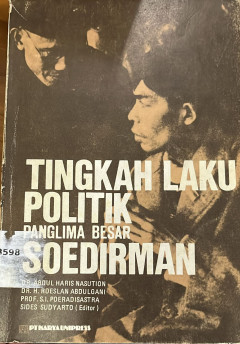 TINGKAH LAKU
POLITIK
PANGLIMA BESAR
SOEDIRMAN
DR. ABDUL HARIS NASUTION
DR. H. ROESLAN ABDULGANI
PROF. S.I. POERADISASTRA
SIDES SUDYARTO (Editor)
PT KARYA UNIPRESS
3598